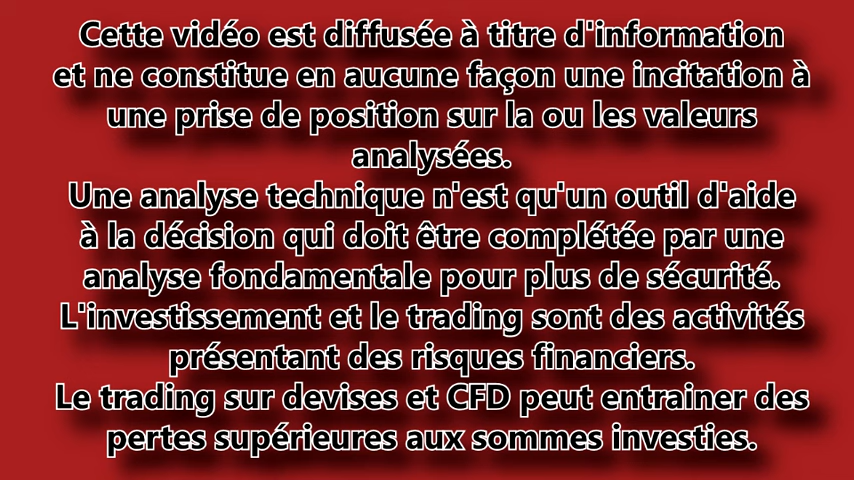 Cette vidéo est diffusée à titre d'information
et ne constitue en aucune façon une incitation à
une prise de position sur la ou les valeurs
analysées.
Une analyse technique n'est qu'un outil d'aide
à la décision qui doit être complétée par une
analyse fondamentale pour plus de sécurité.
L'investissement et le trading sont des activités
présentant des risques financiers.
Le trading sur devises et CFD peut entrainer des
pertes supérieures aux sommes investies.